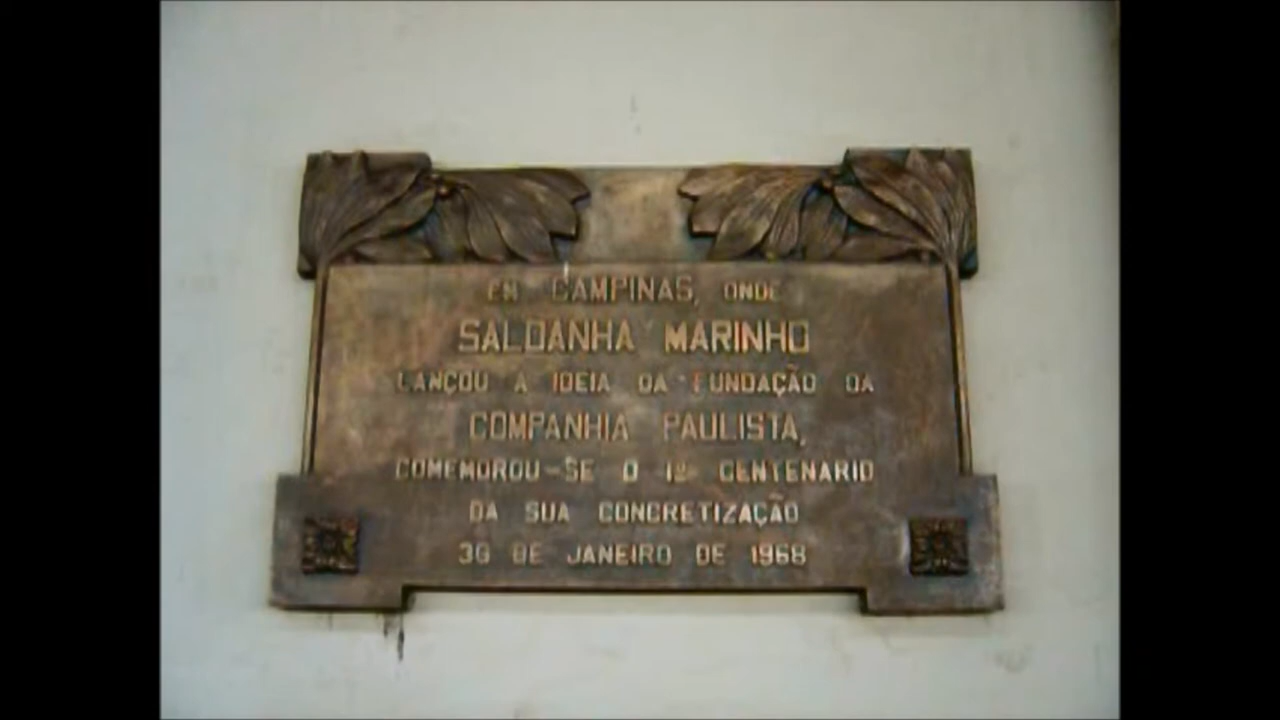 EM CAMPINAS, ONDE
SALDANHA MARINHO
LANÇOU A IDEIA DA FUNDAÇÃO DA
COMPANHIA PAULISTA,
COMEMOROU-SE O 1º CENTENARIO
DA SUA CONCRETIZAÇÃO
30 DE JANEIRO DE 1968